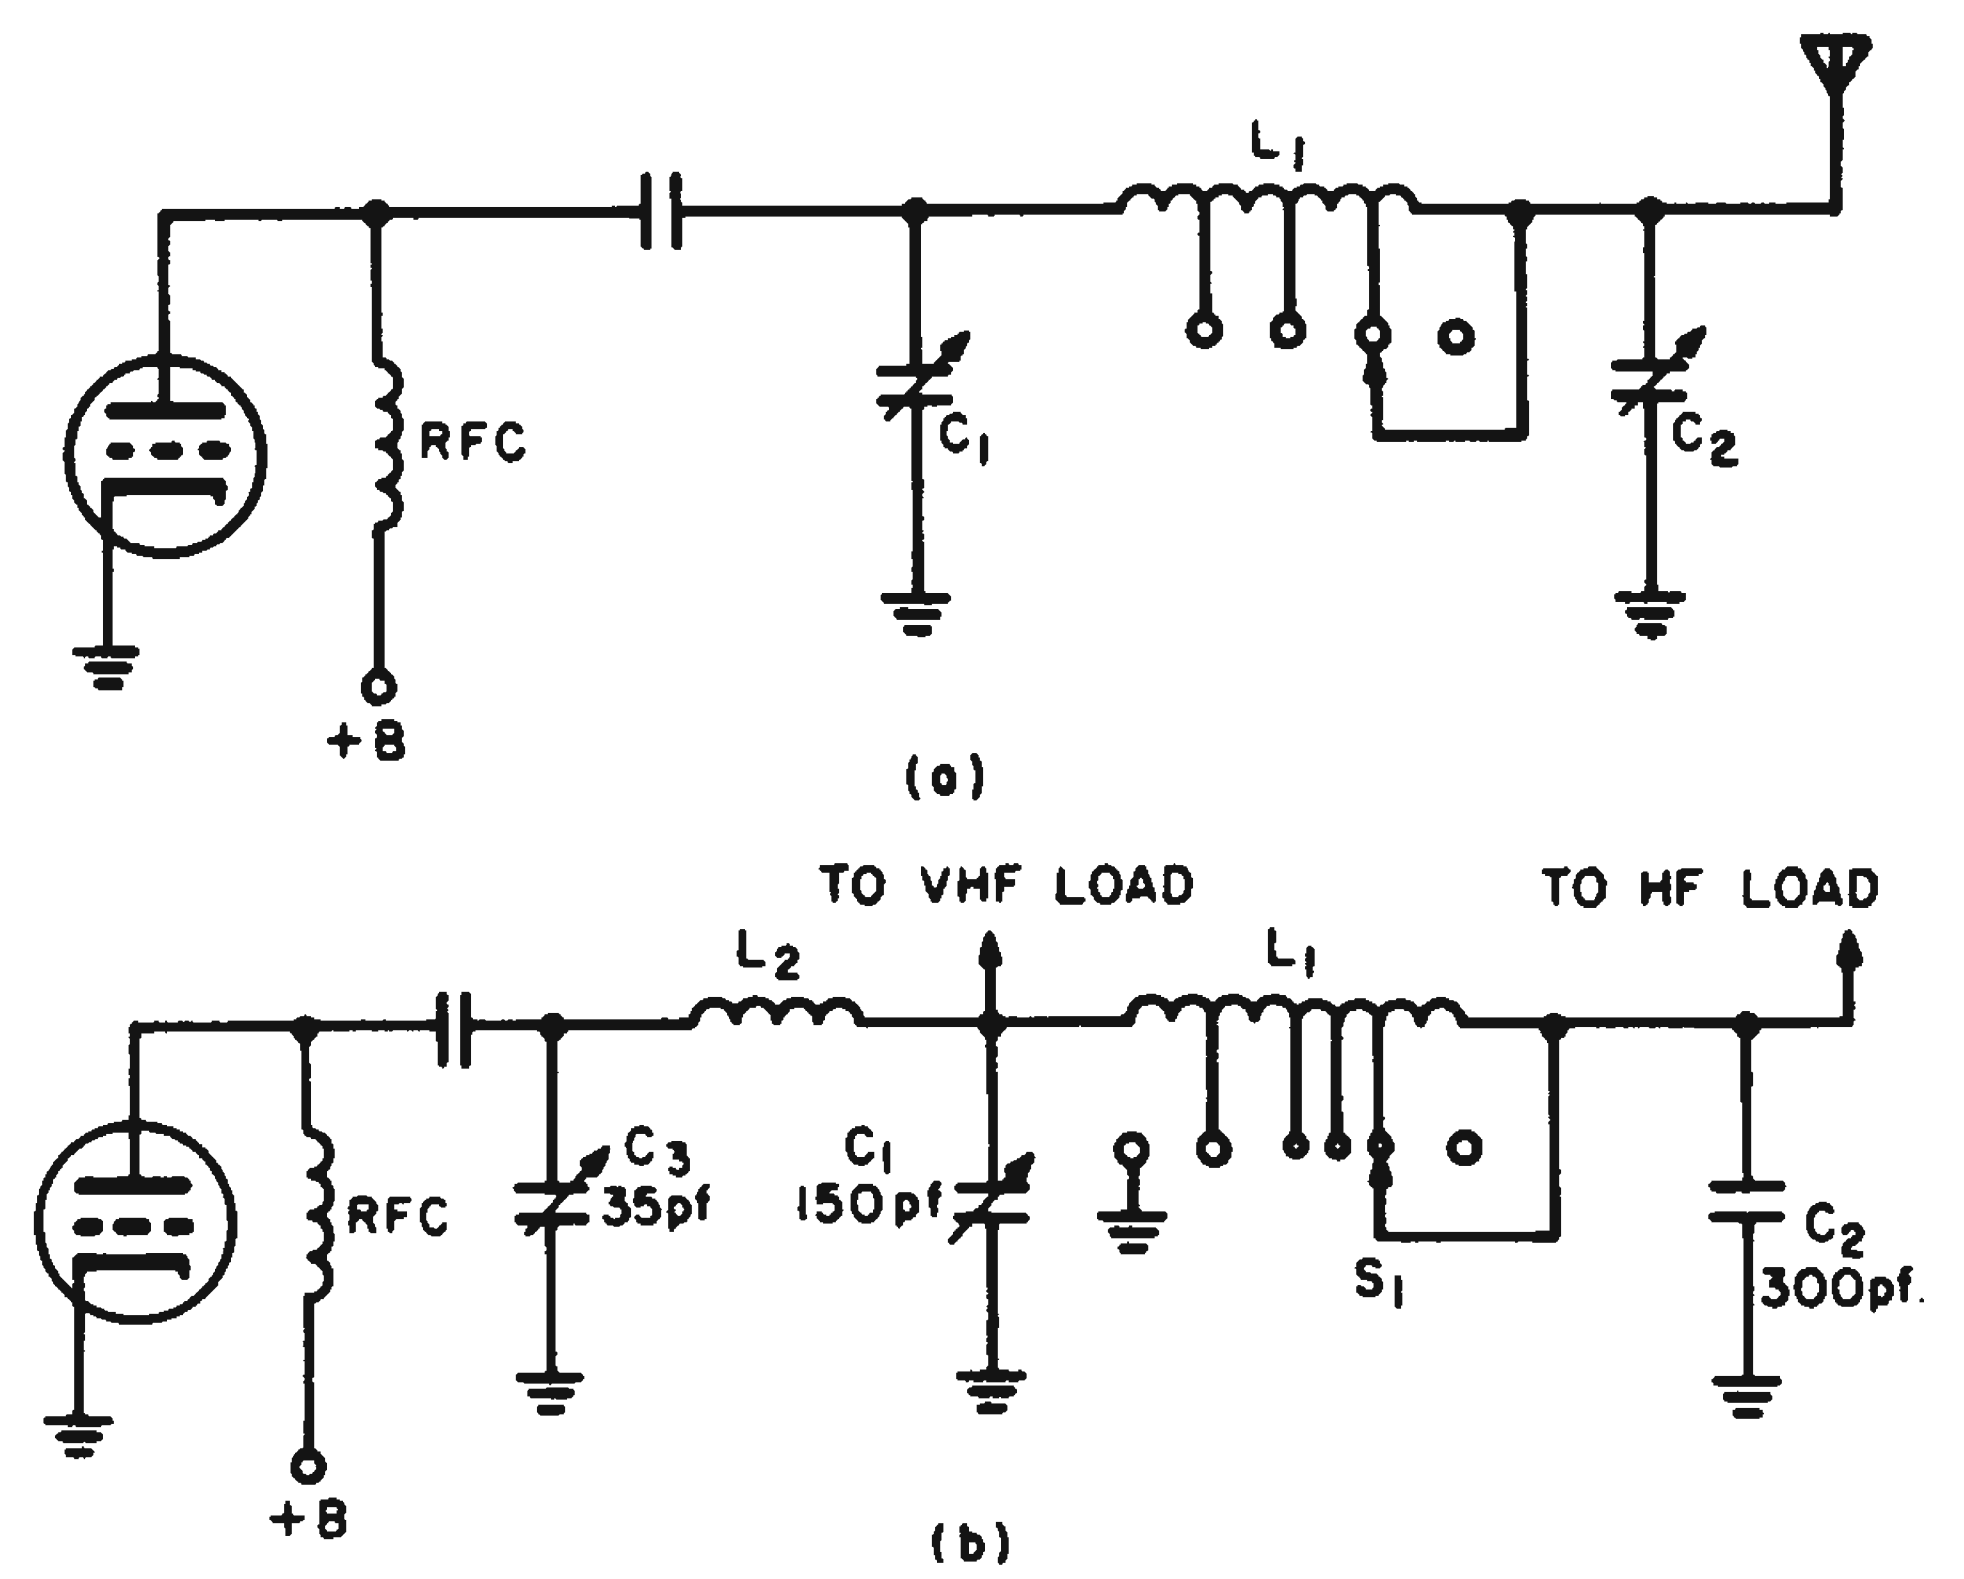 L1
RFC
C1
C2
+B
(a)
TO VHF LOAD
TO HF LOAD
L2
L1
C3
35pf
C1
150pf
RFC
S1
C2
300pf.
+B
(b)